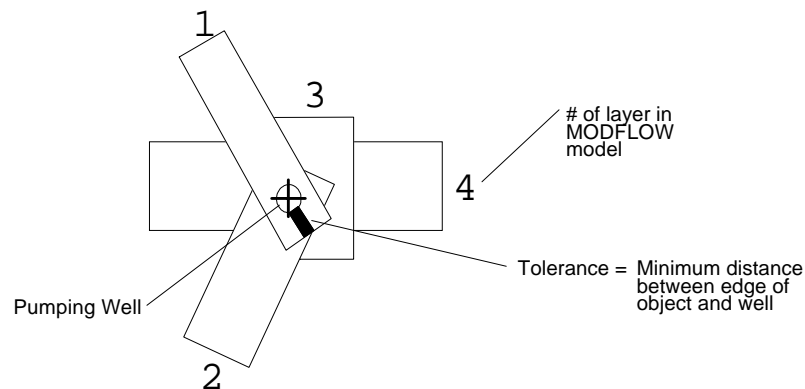 1
3
# of layer in
MODFLOW
model
4
Tolerance = Minimum distance
between edge of
object and well
Pumping Well
2